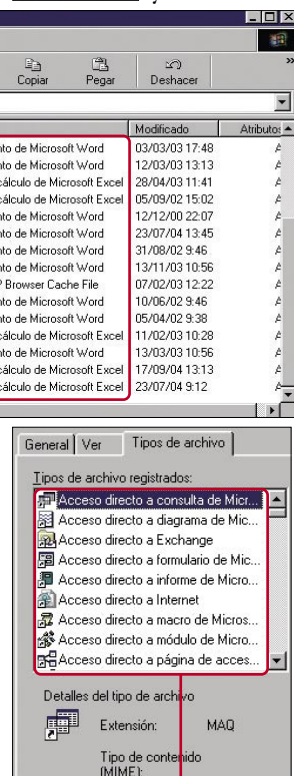 Copiar Pegar Deshacer
»
Modificado Atributos
de Microsoft Word 03/03/03 17:48 A
de Microsoft Word 12/03/03 13:13 A
cálculo de Microsoft Excel 28/04/03 11:41 A
cálculo de Microsoft Excel 05/09/02 15:02 A
nto de Microsoft Word 12/12/00 22:07 A
nto de Microsoft Word 23/07/04 13:45 A
nto de Microsoft Word 31/08/02 9:46 A
nto de Microsoft Word 13/11/03 10:56 A
Browser Cache File 07/02/03 12:22 A
nto de Microsoft Word 10/06/02 9:46 A
nto de Microsoft Word 05/04/02 9:38 A
cálculo de Microsoft Excel 11/02/03 10:28 A
nto de Microsoft Word 13/03/03 10:56 A
cálculo de Microsoft Excel 17/09/04 13:13 A
cálculo de Microsoft Excel 23/07/04 9:12 A
General Ver Tipos de archivo
Tipos de archivo registrados:
Acceso directo a consulta de Micr...
Acceso directo a diagrama de Mic...
Acceso directo a Exchange
Acceso directo a formulario de Mic...
Acceso directo a informe de Micro...
Acceso directo a Internet
Acceso directo a macro de Micros...
Acceso directo a módulo de Micro...
Acceso directo a página de acces...
Detalles del tipo de archivo
Extensión: MAQ
Tipo de contenido
(MIME):